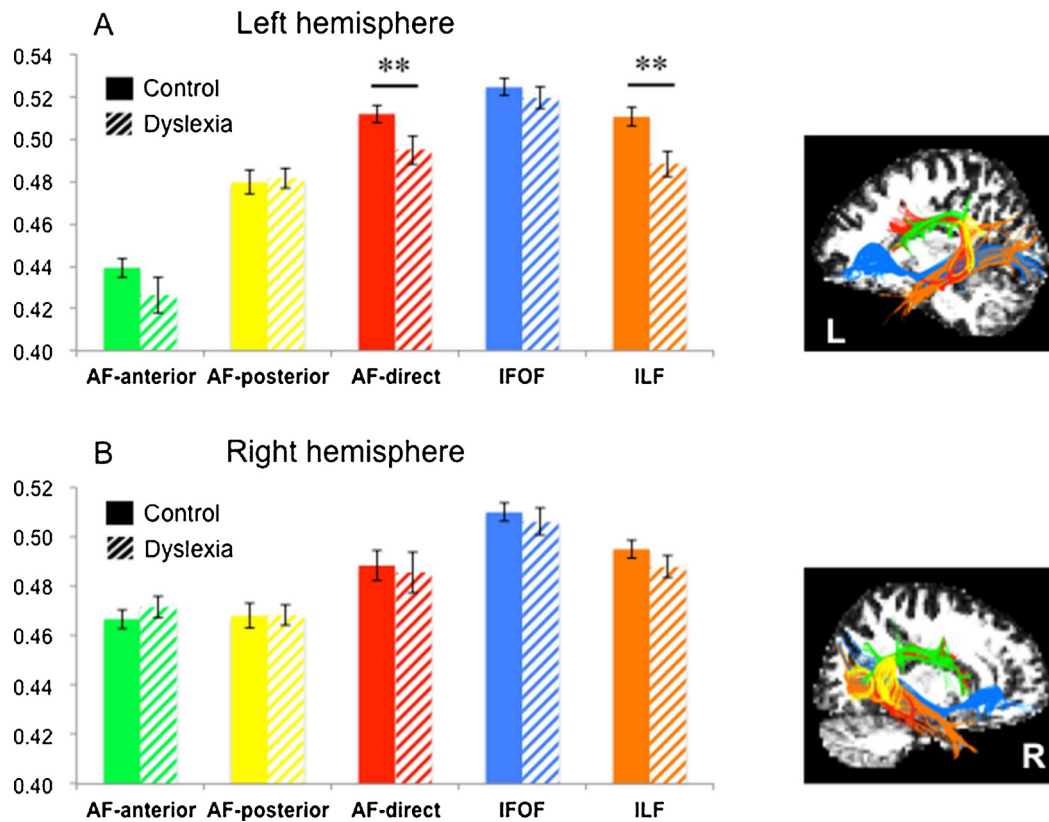 A Left hemisphere
0.54
0.52
0.50
0.48
0.46
0.44
0.42
0.40
Control
Dyslexia
** **
AF-anterior AF-posterior AF-direct IFOF ILF
L
B Right hemisphere
0.52
0.50
0.48
0.46
0.44
0.42
0.40
Control
Dyslexia
AF-anterior AF-posterior AF-direct IFOF ILF
R